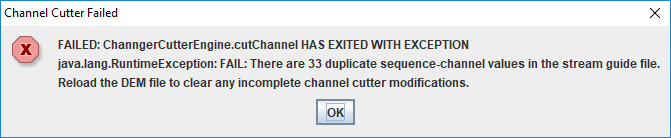 Channel Cutter Failed
FAILED: ChanngerCutterEngine.cutChannel HAS EXITED WITH EXCEPTION
java.lang.RuntimeException: FAIL: There are 33 duplicate sequence-channel values in the stream guide file.
Reload the DEM file to clear any incomplete channel cutter modifications.
OK